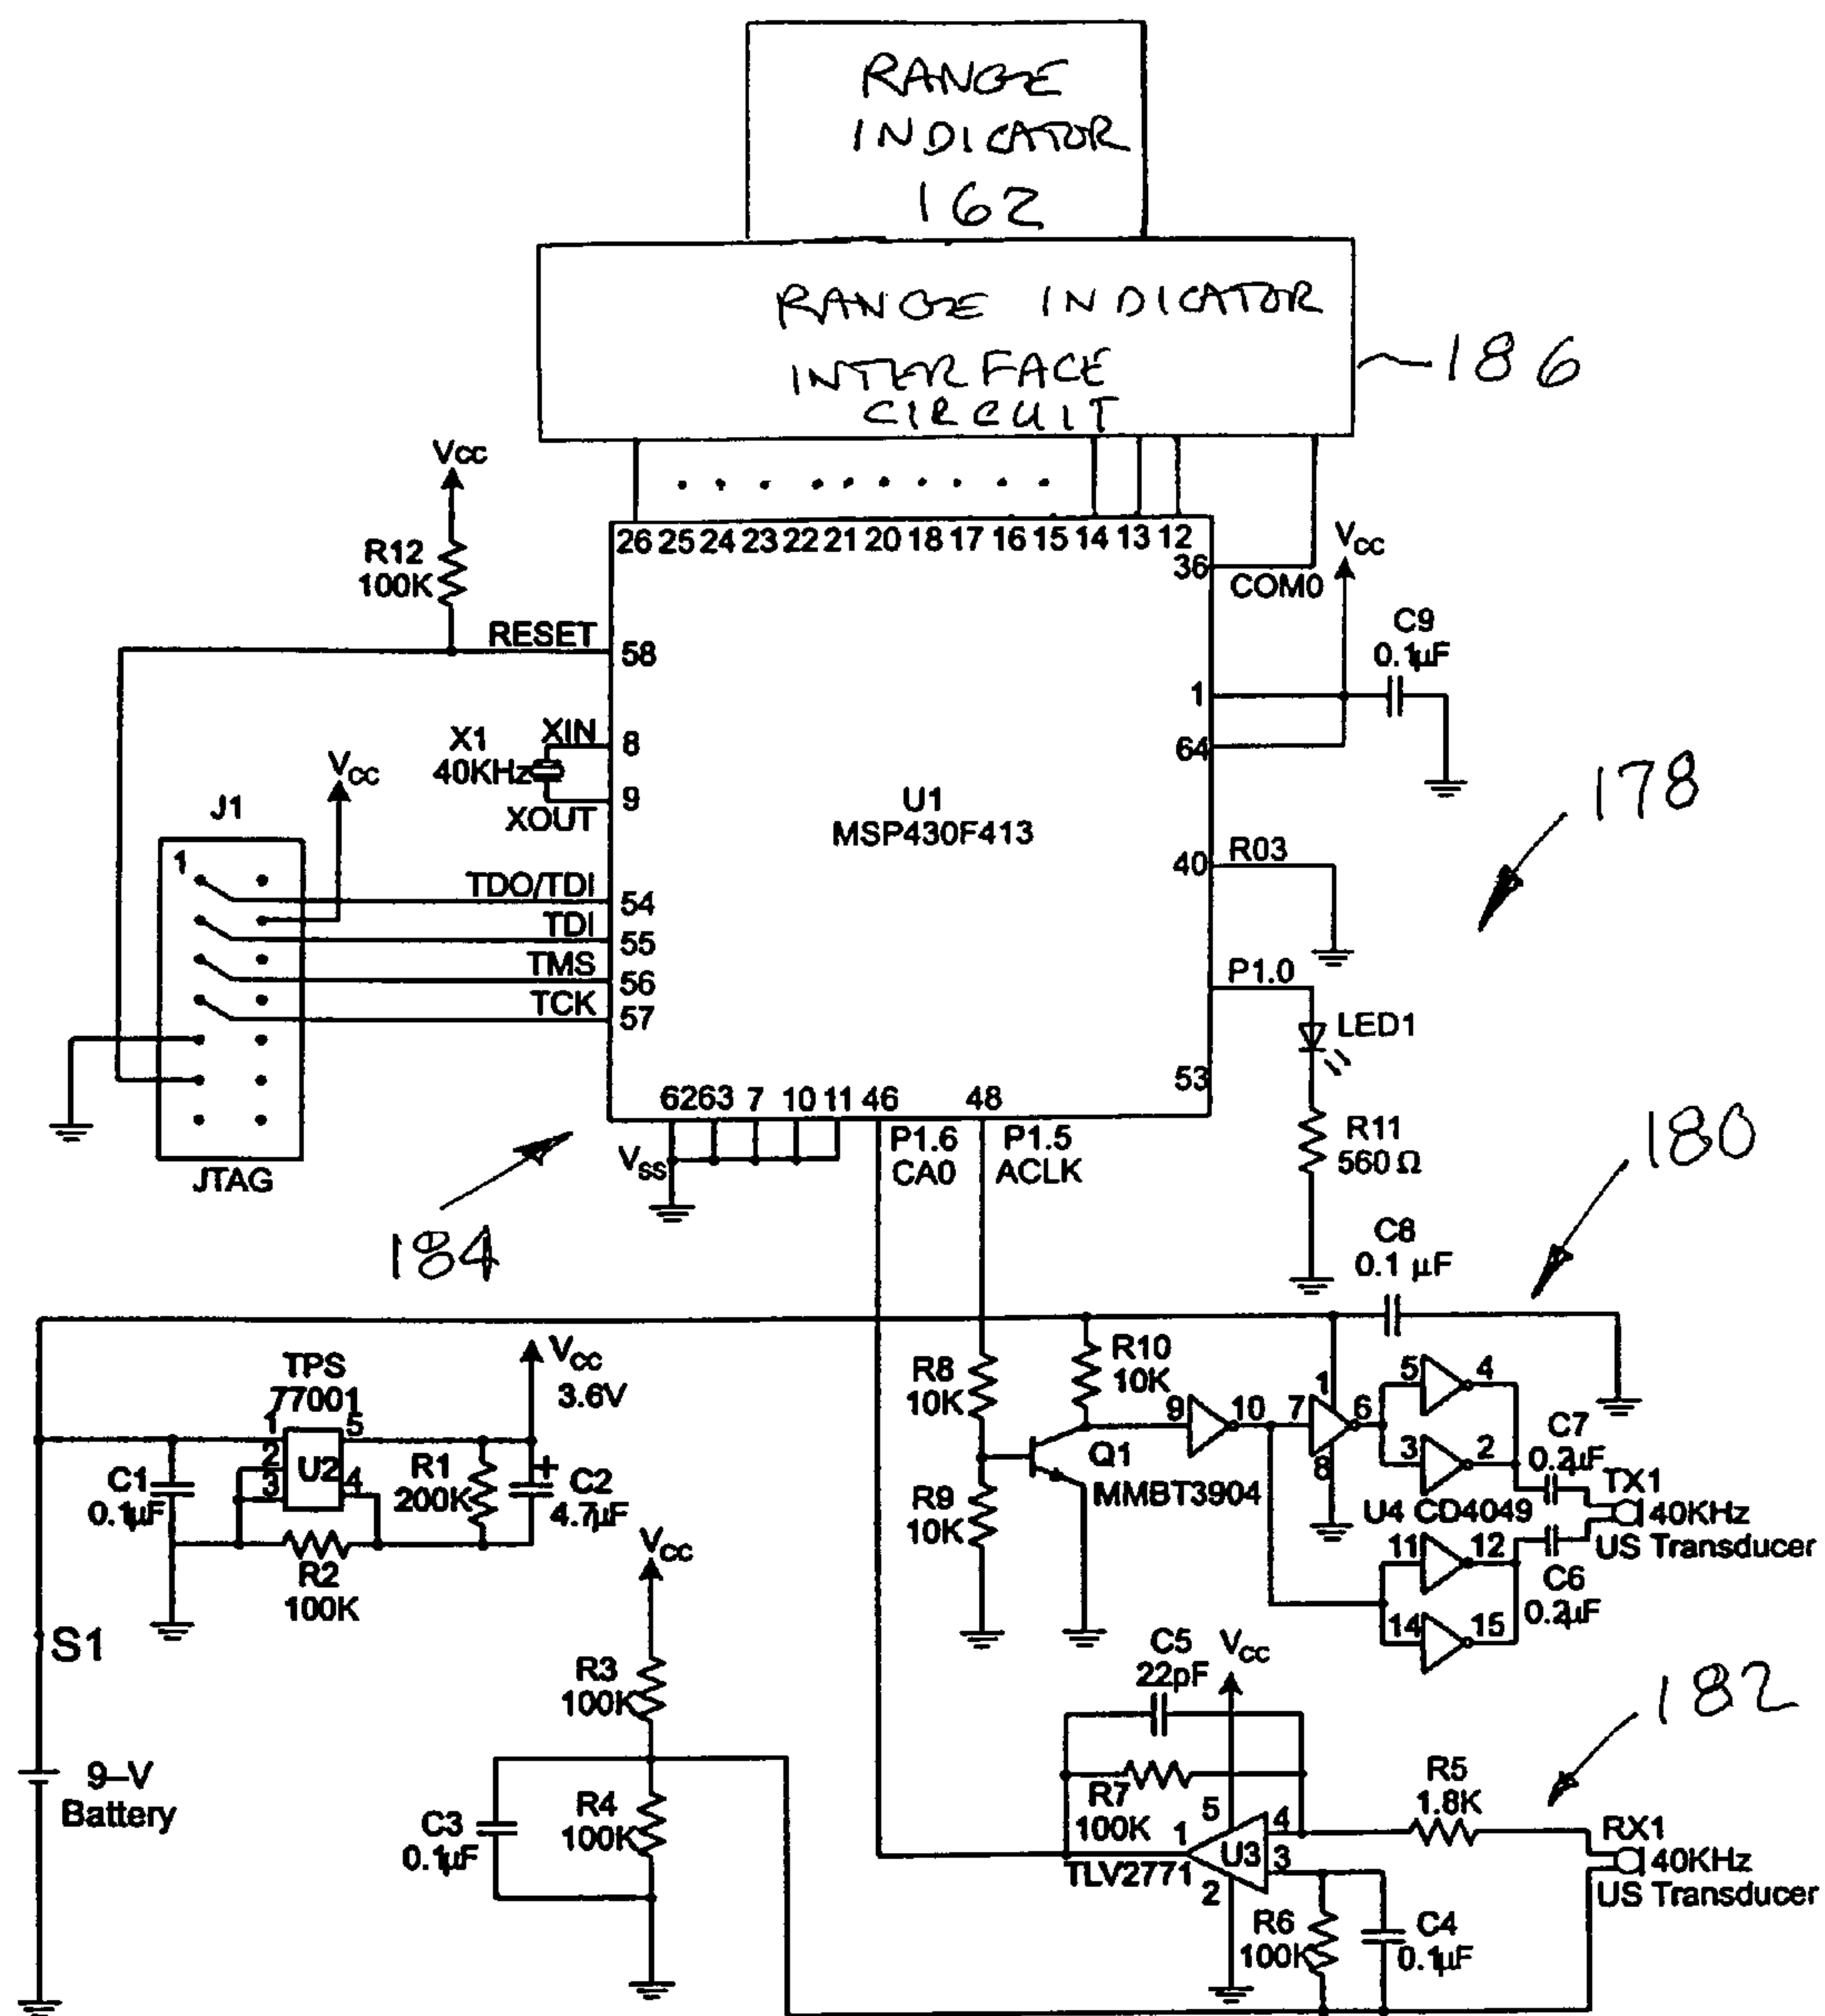 RANGE
INDICATOR
162
RANGE INDICATOR
INTERFACE
CIRCUIT
186
VCC
R12
100K
RESET
26 25 24 23 22 21 20 18 17 16 15 14 13 12
36
COM0
VCC
C9
0.1µF
58
1
64
X1
40KHz
XIN
8
9
XOUT
U1
MSP430F413
178
VCC
J1
1
TDO/TDI
54
TDI
55
TMS
56
TCK
57
JTAG
40
R03
P1.0
LED1
53
R11
560 Ω
62 63 7 10 11 46 48
VSS
P1.6
CA0
P1.5
ACLK
184
180
C8
0.1 µF
TPS
77001
VCC
3.6V
1
2
3
U2
5
4
C1
0.1µF
R1
200K
C2
+
4.7µF
R2
100K
R8
10K
R9
10K
R10
10K
Q1
MMBT3904
9
10
7
1
6
8
5
4
3
2
U4 CD4049
11
12
14
15
C7
0.2µF
C6
0.2µF
TX1
40KHz
US Transducer
S1
9–V
Battery
VCC
R3
100K
R4
100K
C3
0.1µF
C5
22pF
VCC
R7
100K
5
1
4
U3
3
2
TLV2771
R5
1.8K
182
RX1
40KHz
US Transducer
R6
100K
C4
0.1µF